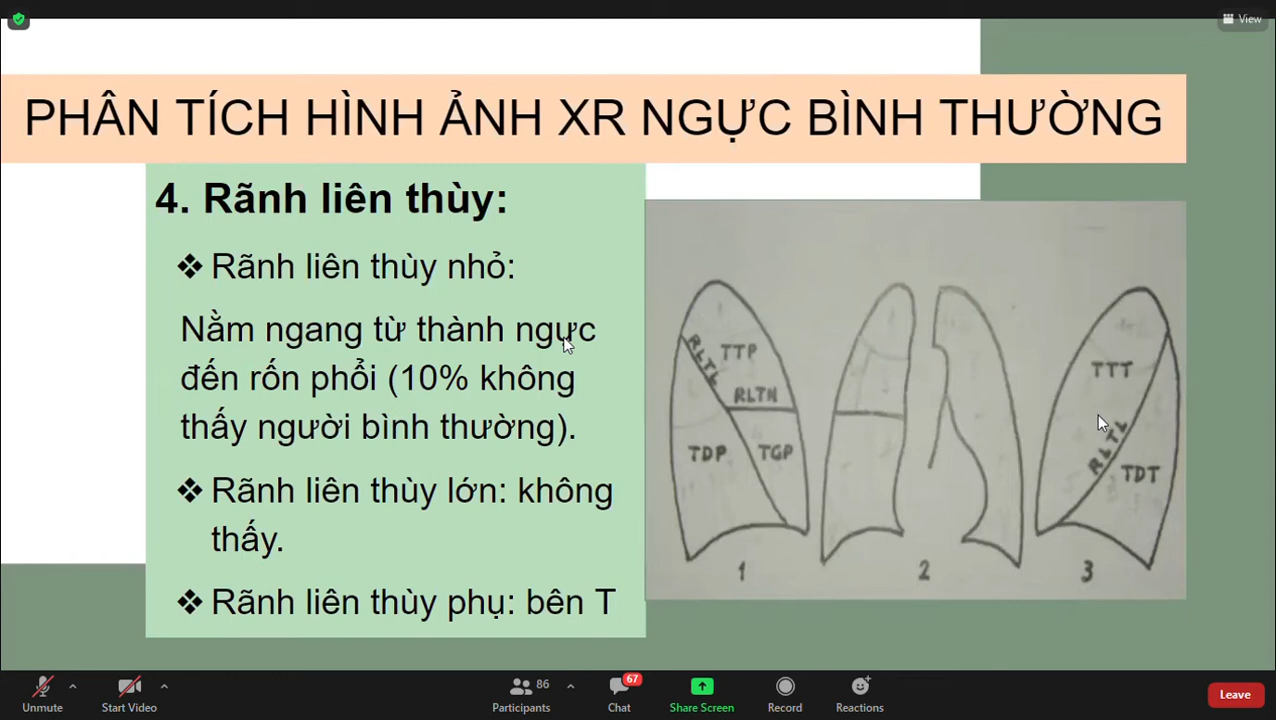 View
PHÂN TÍCH HÌNH ẢNH XR NGỰC BÌNH THƯỜNG
4. Rãnh liên thùy:
❖ Rãnh liên thùy nhỏ:
Nằm ngang từ thành ngực
đến rốn phổi (10% không
thấy người bình thường).
❖ Rãnh liên thùy lớn: không
thấy.
❖ Rãnh liên thùy phụ: bên T
RLTL
TTP
RLTN
TDP
TGP
1
2
TTT
RLTL
TDT
3
Unmute
Start Video
86
Participants
67
Chat
Share Screen
Record
Reactions
Leave